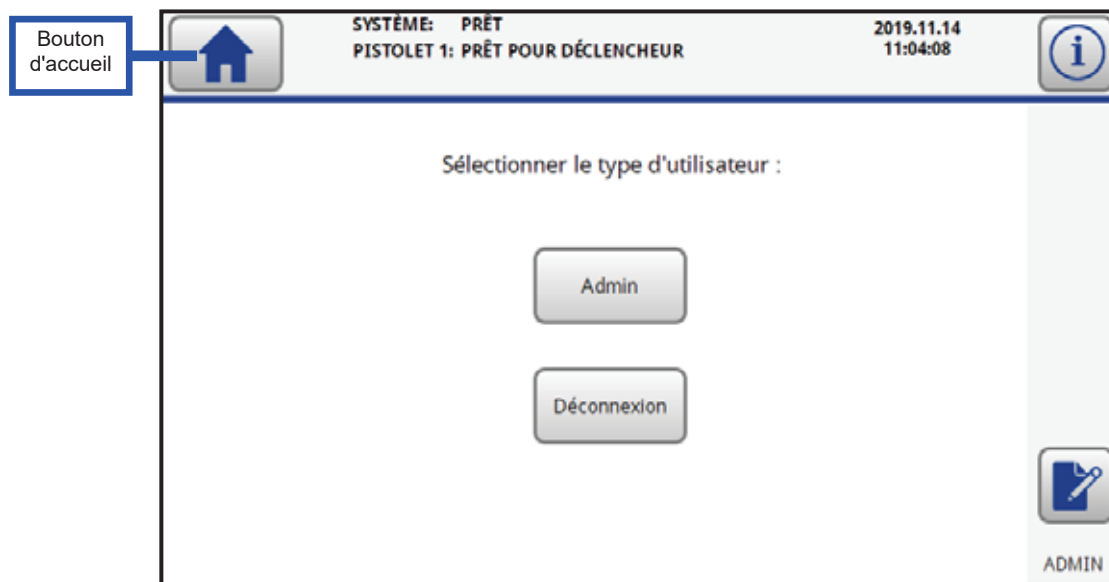 Bouton
d'accueil
SYSTÈME: PRÊT
PISTOLET 1: PRÊT POUR DÉCLENCHEUR
2019.11.14
11:04:08
i
Sélectionner le type d'utilisateur :
Admin
Déconnexion
ADMIN